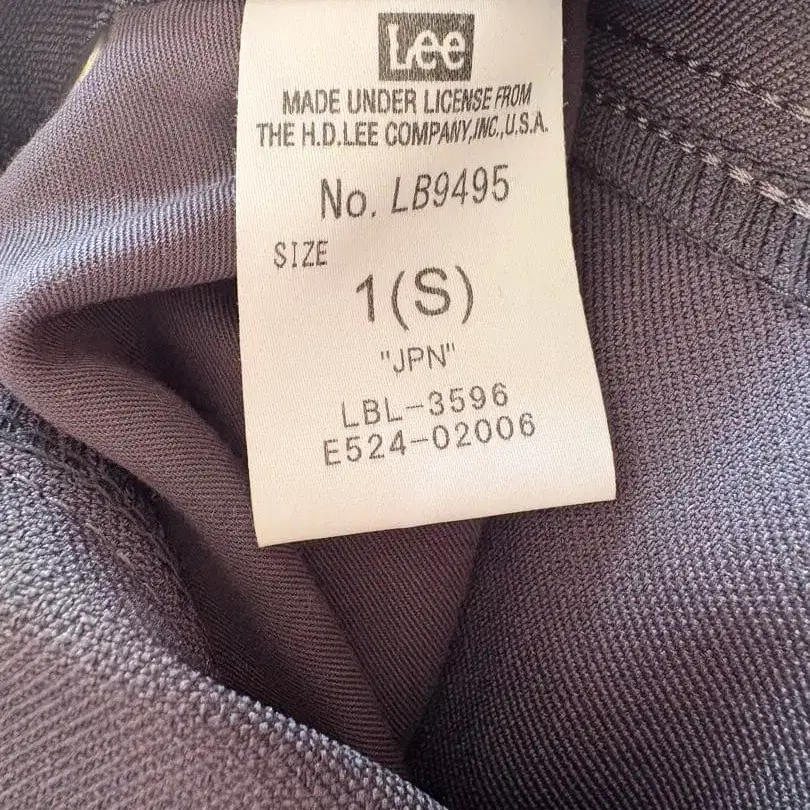 Lee
MADE UNDER LICENSE FROM
THE H.D.LEE COMPANY,INC.,U.S.A.
No. LB9495
SIZE
1(S)
"JPN"
LBL-3596
E524-02006